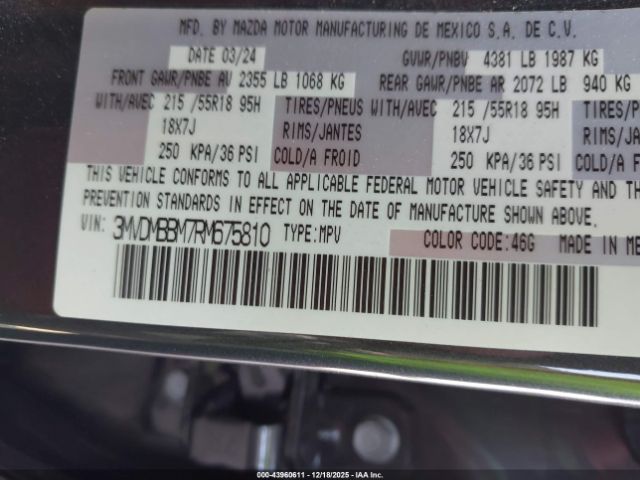 MFD. BY MAZDA MOTOR MANUFACTURING DE MEXICO S.A. DE C.V.
DATE 03/24 GVWR/PNBV 4381 LB 1987 KG
FRONT GAWR/PNBE AV 2355 LB 1068 KG REAR GAWR/PNBE AR 2072 LB 940 KG
WITH/AVEC 215 /55R18 95H TIRES/PNEUS WITH/AVEC 215 /55R18 95H TIRES/P
18X7J RIMS/JANTES 18X7J RIMS/
250 KPA/36 PSI COLD/A FROID 250 KPA/36 PSI COLD/A
THIS VEHICLE CONFORMS TO ALL APPLICABLE FEDERAL MOTOR VEHICLE SAFETY AND THE
PREVENTION STANDARDS IN EFFECT ON THE DATE OF MANUFACTURE SHOWN ABOVE.
VIN: 3MVDMBBM7RM675810 TYPE:MPV
COLOR CODE:46G MADE IN ME
000-43960611 - 12/18/2025 - IAA Inc.